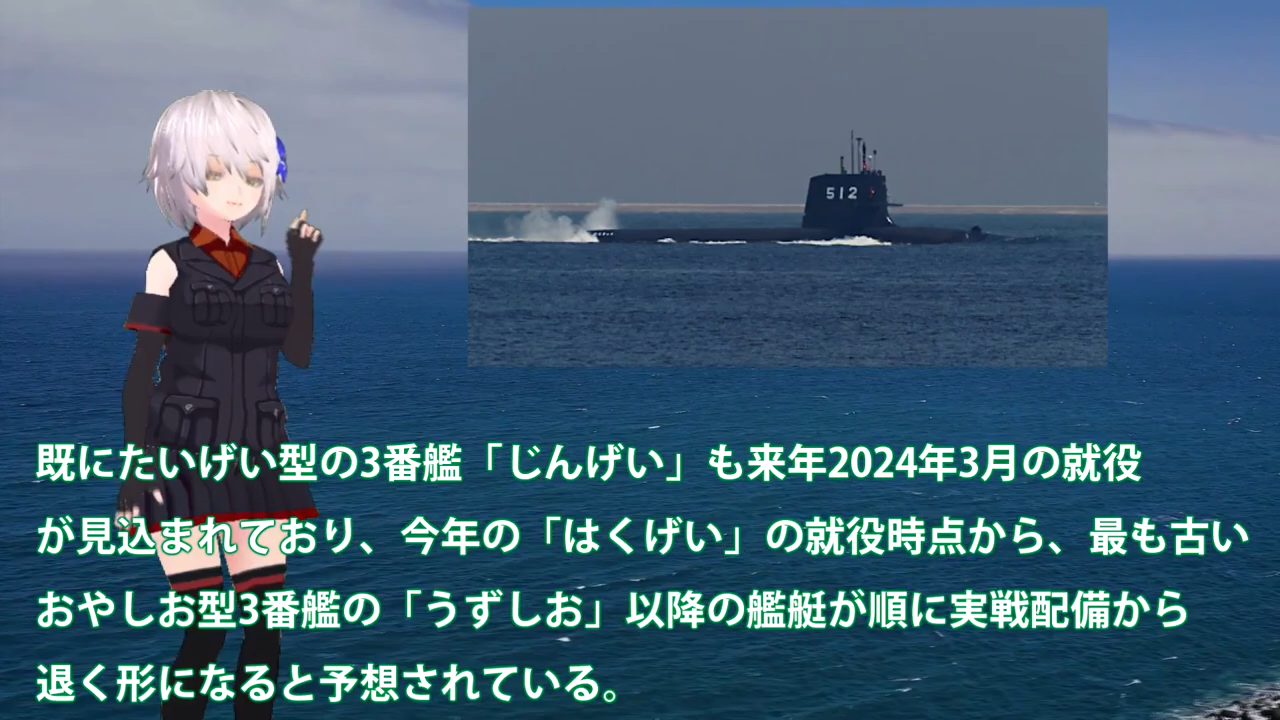 512
既にたいげい型の3番艦「じんげい」も来年2024年3月の就役
が見込まれており、今年の「はくげい」の就役時点から、最も古い
おやしお型3番艦の「うずしお」以降の艦艇が順に実戦配備から
退く形になると予想されている。